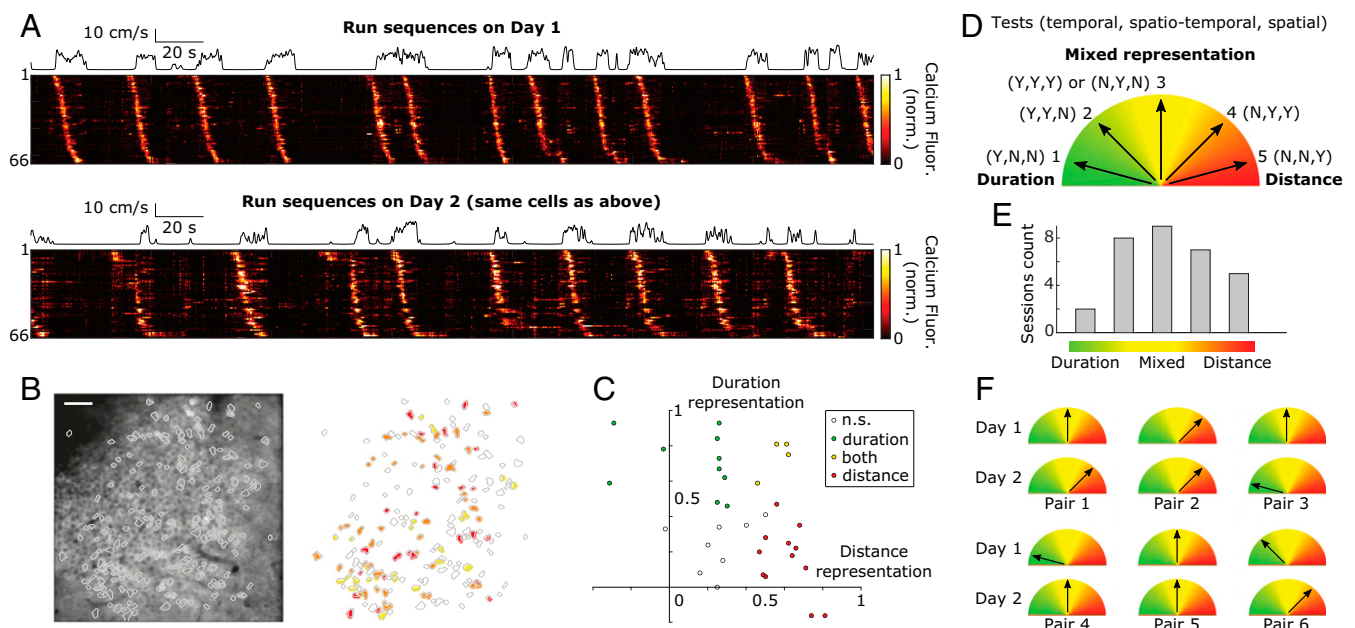 A
10 cm/s
20 s
Run sequences on Day 1
1
66
1
0
Calcium Fluor.
(norm.)
10 cm/s
20 s
Run sequences on Day 2 (same cells as above)
1
66
1
0
Calcium Fluor.
(norm.)
B
C
Duration
representation
1
0.5
n.s.
duration
both
distance
Distance
representation
0
0.5
1
D
Tests (temporal, spatio-temporal, spatial)
Mixed representation
(Y,Y,Y) or (N,Y,N) 3
(Y,Y,N) 2
4 (N,Y,Y)
(Y,N,N) 1
5 (N,N,Y)
Duration
Distance
E
Sessions count
8
4
0
Duration
Mixed
Distance
F
Day 1
Day 2
Pair 1
Pair 2
Pair 3
Day 1
Day 2
Pair 4
Pair 5
Pair 6